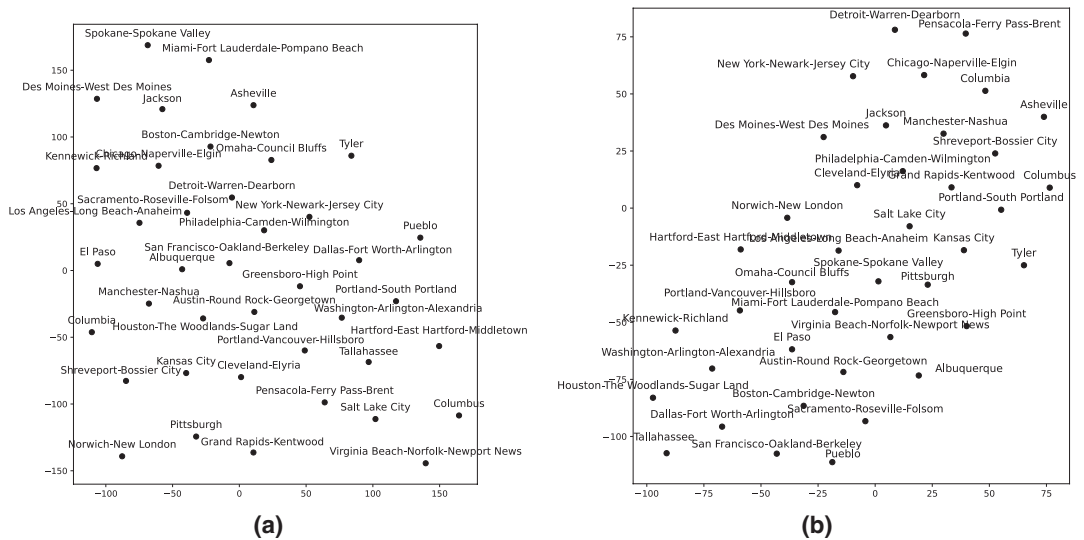 Spokane-Spokane Valley
Miami-Fort Lauderdale-Pompano Beach
Des Moines-West Des Moines
Jackson
Asheville
Boston-Cambridge-Newton
Omaha-Council Bluffs
Tyler
Kennewick-Richland
Chicago-Naperville-Elgin
Detroit-Warren-Dearborn
Sacramento-Roseville-Folsom
New York-Newark-Jersey City
Los Angeles-Long Beach-Anaheim
Philadelphia-Camden-Wilmington
Pueblo
El Paso
San Francisco-Oakland-Berkeley
Albuquerque
Dallas-Fort Worth-Arlington
Greensboro-High Point
Manchester-Nashua
Austin-Round Rock-Georgetown
Portland-South Portland
Washington-Arlington-Alexandria
Columbia
Houston-The Woodlands-Sugar Land
Hartford-East Hartford-Middletown
Portland-Vancouver-Hillsboro
Tallahassee
Kansas City
Shreveport-Bossier City
Cleveland-Elyria
Pensacola-Ferry Pass-Brent
Salt Lake City
Columbus
Pittsburgh
Norwich-New London
Grand Rapids-Kentwood
Virginia Beach-Norfolk-Newport News
150
100
50
0
−50
−100
−150
−100
−50
0
50
100
150
(a)
Detroit-Warren-Dearborn
Pensacola-Ferry Pass-Brent
New York-Newark-Jersey City
Chicago-Naperville-Elgin
Columbia
Asheville
Jackson
Manchester-Nashua
Des Moines-West Des Moines
Shreveport-Bossier City
Philadelphia-Camden-Wilmington
Cleveland-Elyria
Grand Rapids-Kentwood
Columbus
Norwich-New London
Portland-South Portland
Salt Lake City
Hartford-East Hartford-Middletown
Los Angeles-Long Beach-Anaheim
Kansas City
Tyler
Spokane-Spokane Valley
Omaha-Council Bluffs
Pittsburgh
Portland-Vancouver-Hillsboro
Miami-Fort Lauderdale-Pompano Beach
Kennewick-Richland
Greensboro-High Point
Virginia Beach-Norfolk-Newport News
El Paso
Washington-Arlington-Alexandria
Austin-Round Rock-Georgetown
Albuquerque
Houston-The Woodlands-Sugar Land
Boston-Cambridge-Newton
Dallas-Fort Worth-Arlington
Sacramento-Roseville-Folsom
Tallahassee
San Francisco-Oakland-Berkeley
Pueblo
75
50
25
0
−25
−50
−75
−100
−100
−75
−50
−25
0
25
50
75
(b)